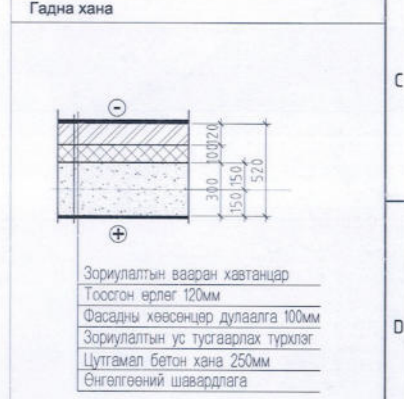 Гадна хана
C
-
120
100
300
150
150
520
+
Зориулалтын вааран хавтанцар
Тоосгон өрлөг 120мм
Фасадны хөөсөнцөр дулаалга 100мм
Зориулалтын ус тусгаарлах түрхлэг
Цутгамал бетон хана 250мм
Өнгөлгөөний шавардлага
D